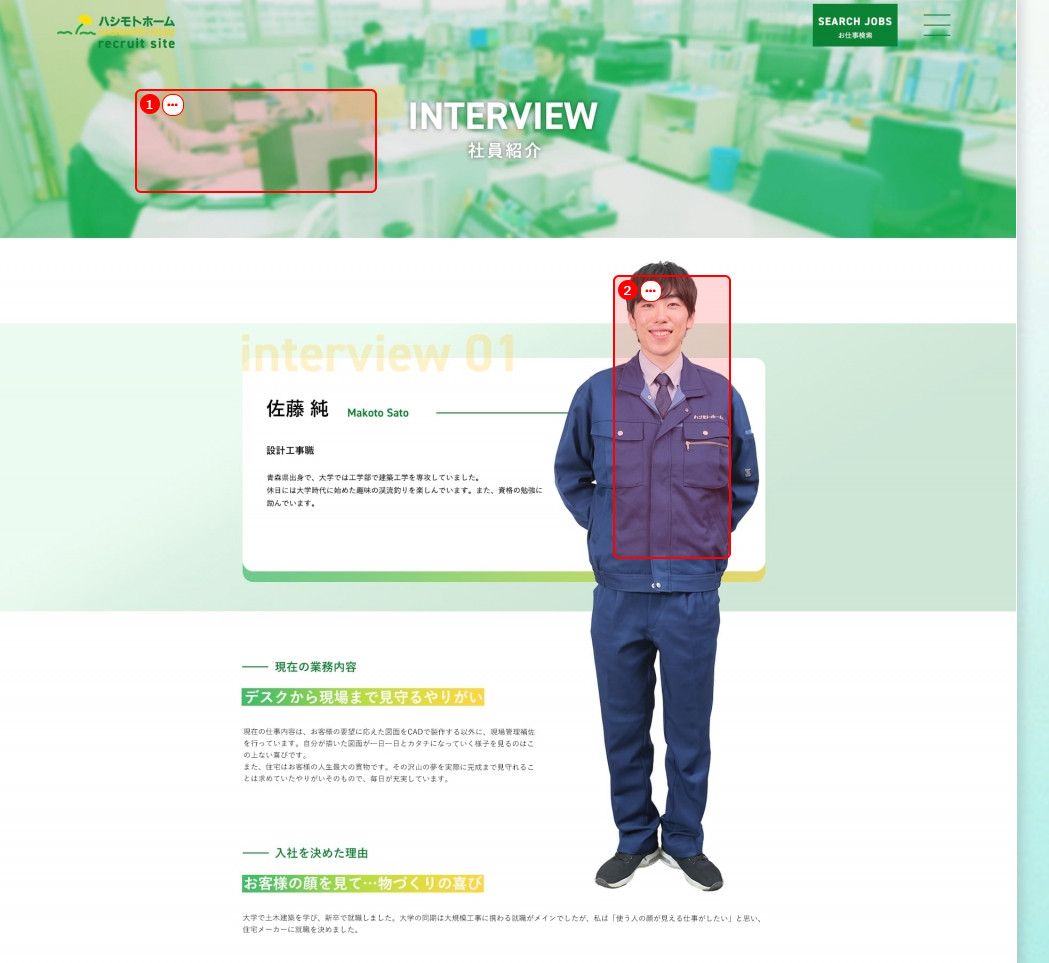 ハシモトホーム
recruit site
SEARCH JOBS
お仕事検索
1
INTERVIEW
社員紹介
2
interview 01
佐藤 純 Makoto Sato
ハシモトホーム
設計工事職
青森県出身で、大学では工学部で建築工学を専攻していました。
休日には大学時代に始めた趣味の渓流釣りを楽しんでいます。また、資格の勉強に
励んでいます。
現在の業務内容
デスクから現場まで見守るやりがい
現在の仕事内容は、お客様の要望に応えた図面をCADで製作する以外に、現場管理補佐
を行っています。自分が描いた図面が一日一日とカタチになっていく様子を見るのはこ
の上ない喜びです。
また、住宅はお客様の人生最大の買物です。その沢山の夢を実際に完成まで見守れるこ
とは求めていたやりがいそのもので、毎日が充実しています。
入社を決めた理由
お客様の顔を見て…物づくりの喜び
大学で土木建築を学び、新卒で就職しました。大学の同期は大規模工事に携わる就職がメインでしたが、私は「使う人の顔が見える仕事がしたい」と思い、
住宅メーカーに就職を決めました。